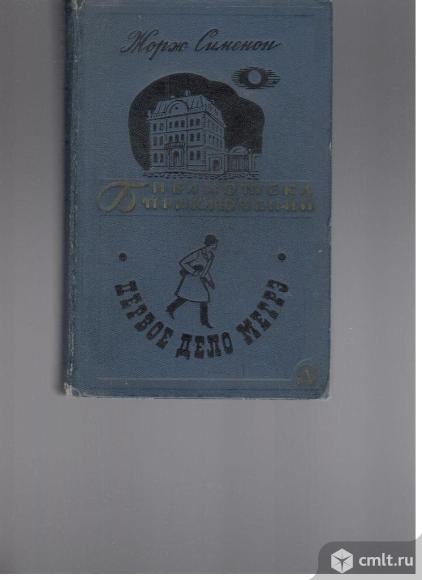 Жорж Сименон
Библиотека
приключений
ПЕРВОЕ ДЕЛО МЕГРЭ
cmlt.ru